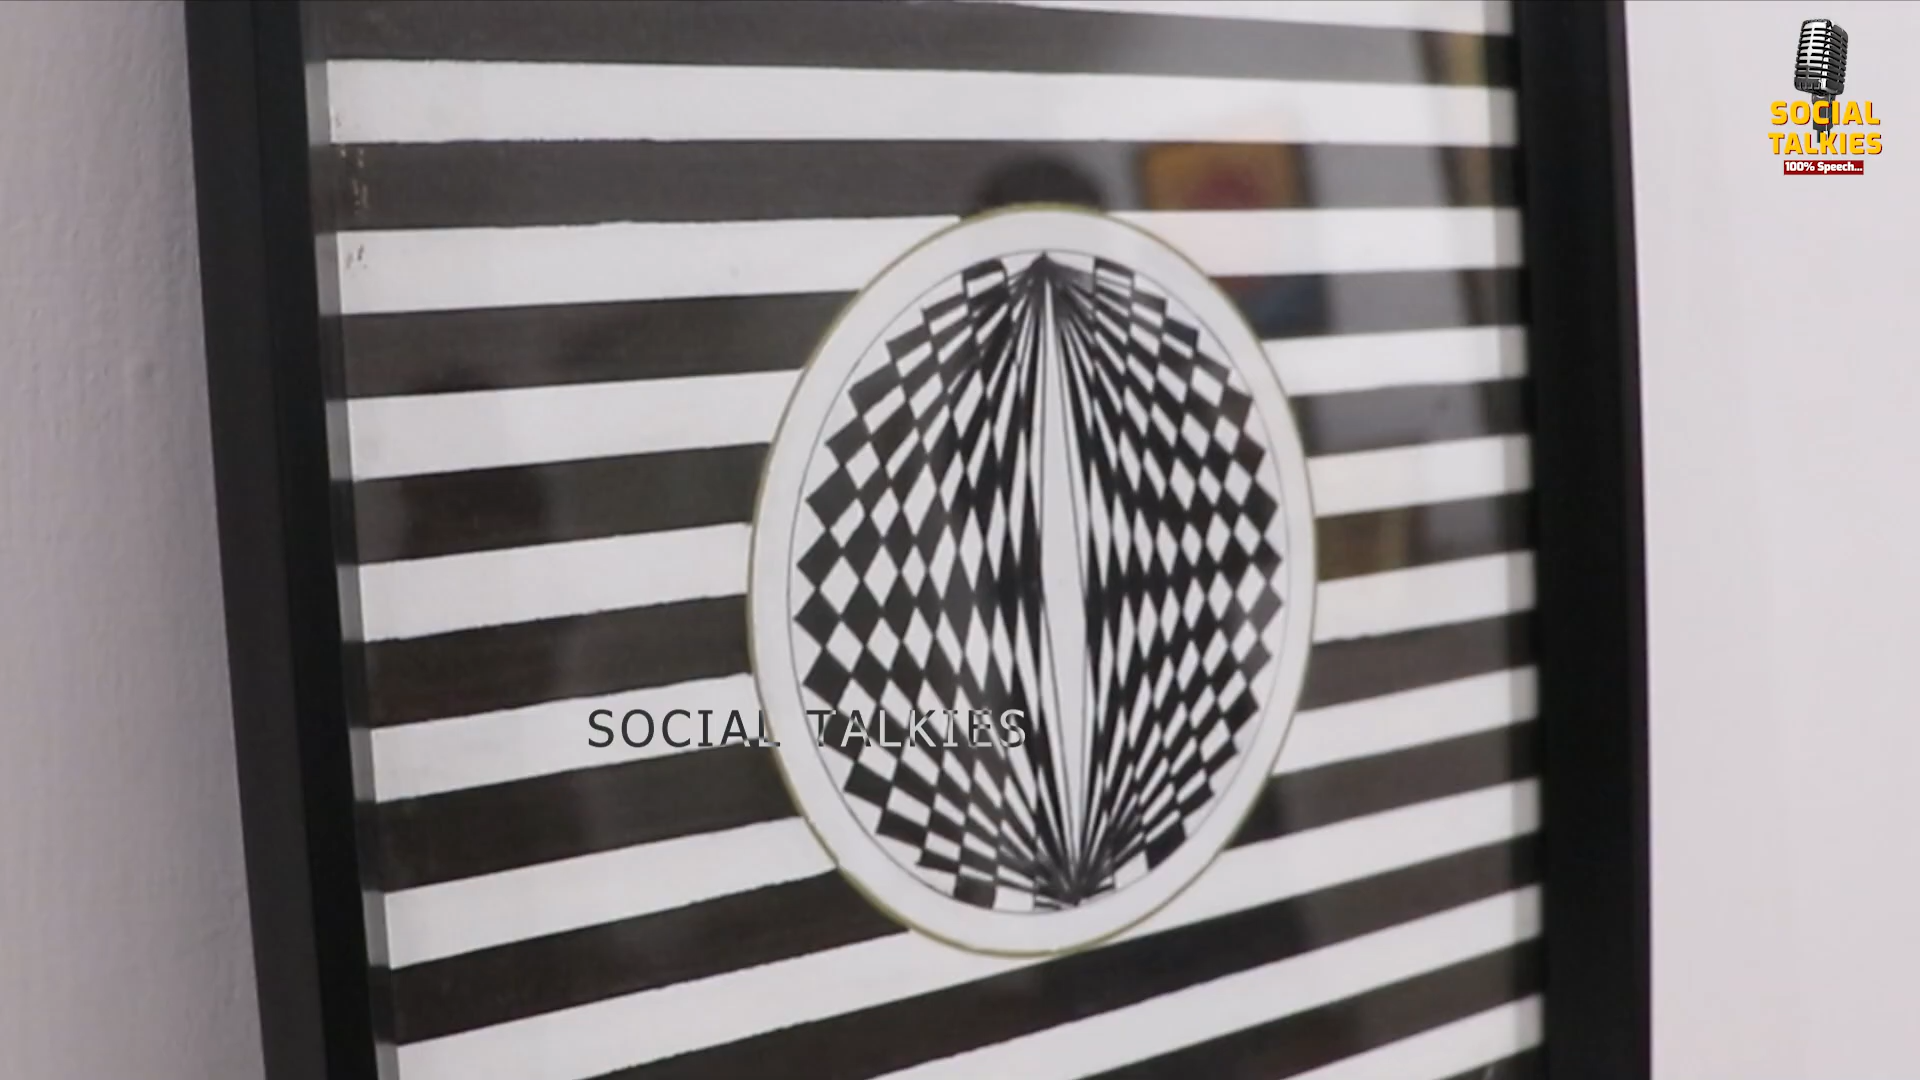 SOCIAL
TALKIES
100% Speech...
SOCIAL TALKIES